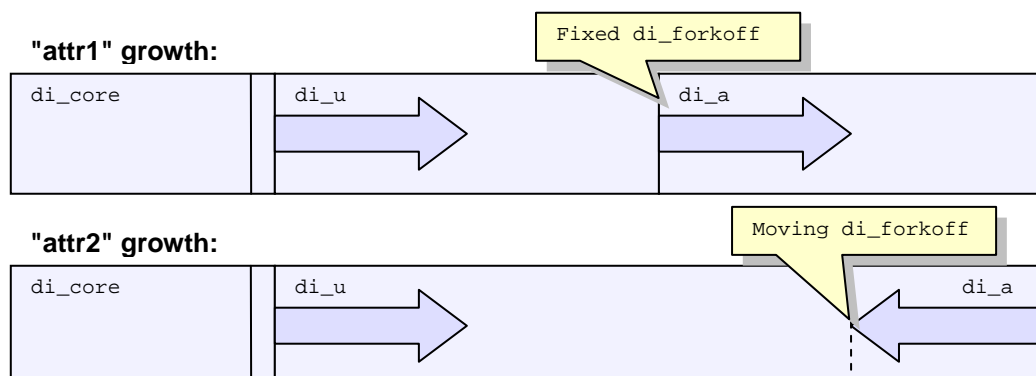 Fixed di_forkoff
"attr1" growth:
di_core di_u di_a
Moving di_forkoff
"attr2" growth:
di_core di_u di_a